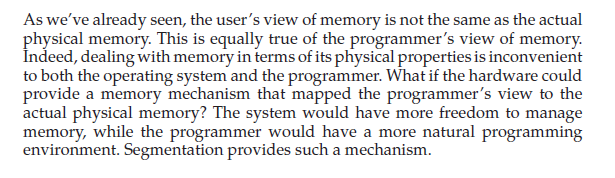 As we've already seen, the user's view of memory is not the same as the actual
physical memory. This is equally true of the programmer's view of memory.
Indeed, dealing with memory in terms of its physical properties is inconvenient
to both the operating system and the programmer. What if the hardware could
provide a memory mechanism that mapped the programmer's view to the
actual physical memory? The system would have more freedom to manage
memory, while the programmer would have a more natural programming
environment. Segmentation provides such a mechanism.